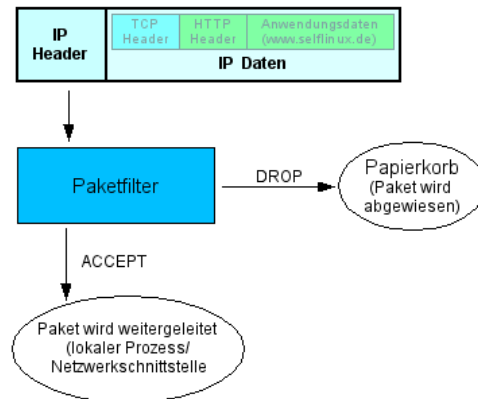 IP
Header
TCP
Header
HTTP
Header
Anwendungsdaten
(www.selflinux.de)
IP Daten
Paketfilter
DROP
Papierkorb
(Paket wird
abgewiesen)
ACCEPT
Paket wird weitergeleitet
(lokaler Prozess/
Netzwerkschnittstelle